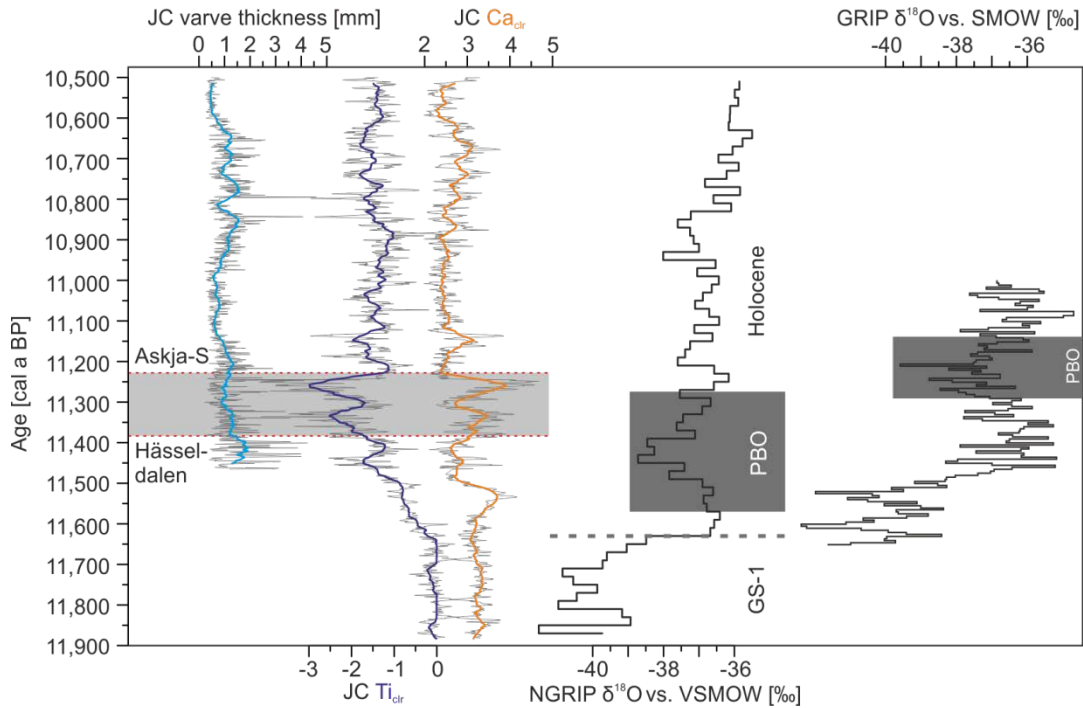 JC varve thickness [mm]
0 1 2 3 4 5
JC Ca_clr
2 3 4 5
GRIP δ¹⁸O vs. SMOW [‰]
-40 -38 -36
Age [cal a BP]
10,500
10,600
10,700
10,800
10,900
11,000
11,100
11,200
11,300
11,400
11,500
11,600
11,700
11,800
11,900
Askja-S
Hässel-
dalen
Holocene
PBO
GS-1
PBO
-3 -2 -1 0
JC Ti_clr
-40 -38 -36
NGRIP δ¹⁸O vs. VSMOW [‰]